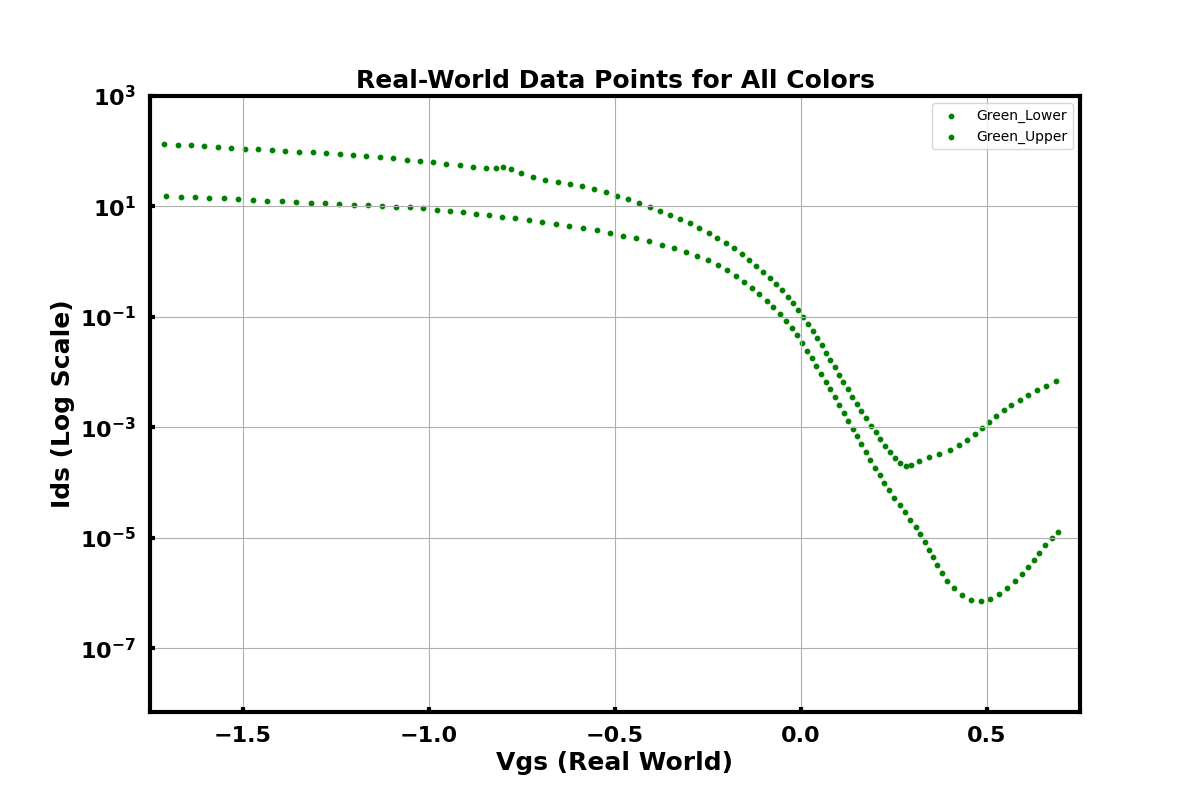 Real-World Data Points for All Colors
10³
10¹
10⁻¹
10⁻³
10⁻⁵
10⁻⁷
Ids (Log Scale)
Green_Lower
Green_Upper
−1.5
−1.0
−0.5
0.0
0.5
Vgs (Real World)